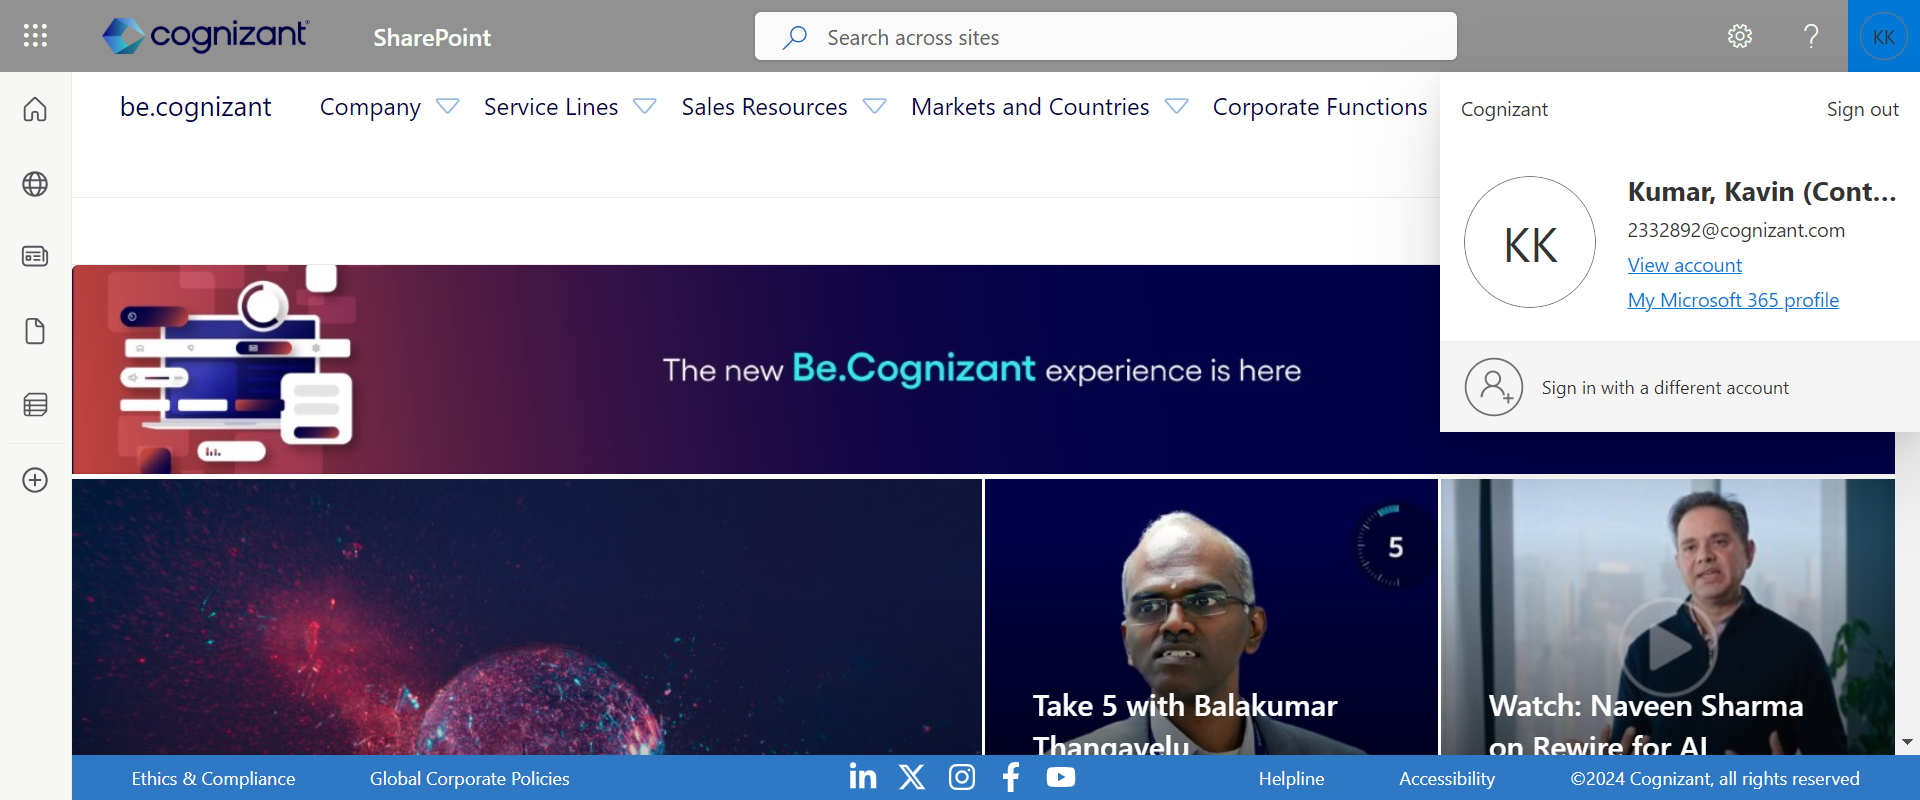 cognizant
SharePoint
Search across sites
KK
be.cognizant
Company
Service Lines
Sales Resources
Markets and Countries
Corporate Functions
Cognizant
Sign out
KK
Kumar, Kavin (Cont...
2332892@cognizant.com
View account
My Microsoft 365 profile
Sign in with a different account
The new Be.Cognizant experience is here
5
Take 5 with Balakumar
Thangavelu
Watch: Naveen Sharma
on Rewire for AI
Ethics & Compliance
Global Corporate Policies
Helpline
Accessibility
©2024 Cognizant, all rights reserved